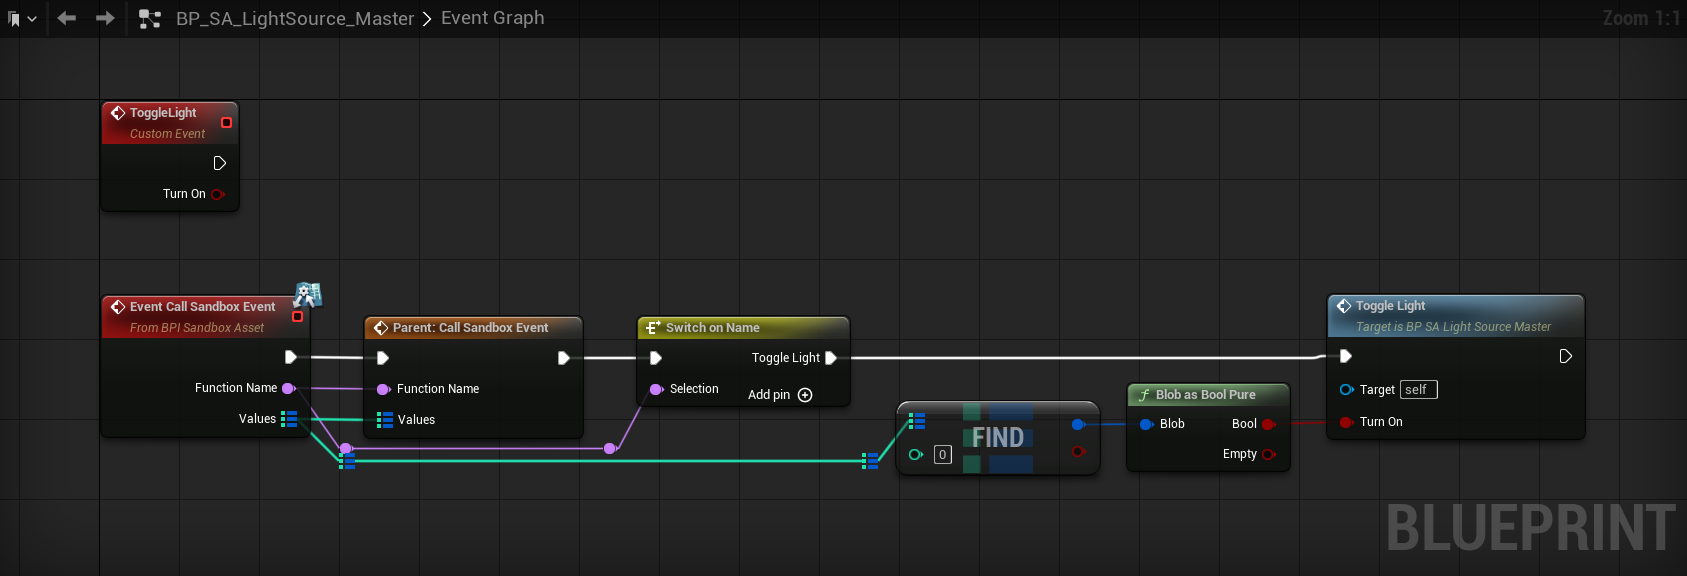 BP_SA_LightSource_Master > Event Graph
Zoom 1:1
ToggleLight
Custom Event
Turn On
Event Call Sandbox Event
From BPI Sandbox Asset
Function Name
Values
Parent: Call Sandbox Event
Function Name
Values
Switch on Name
Toggle Light
Selection
Add pin
FIND
0
Blob as Bool Pure
Blob
Bool
Empty
Toggle Light
Target is BP SA Light Source Master
Target self
Turn On
BLUEPRINT